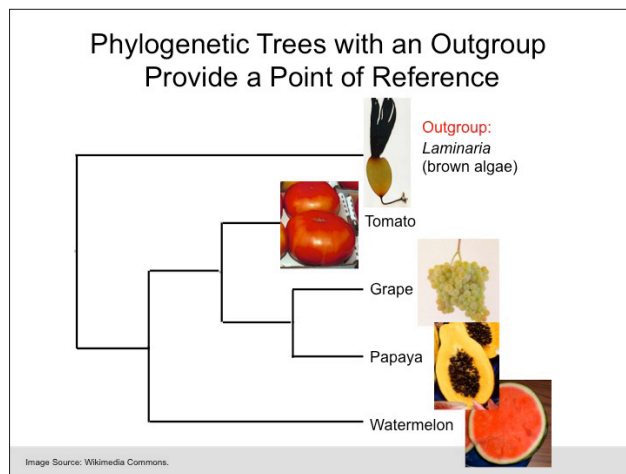 Phylogenetic Trees with an Outgroup
Provide a Point of Reference
Outgroup:
Laminaria
(brown algae)
Tomato
Grape
Papaya
Watermelon
Image Source: Wikimedia Commons.